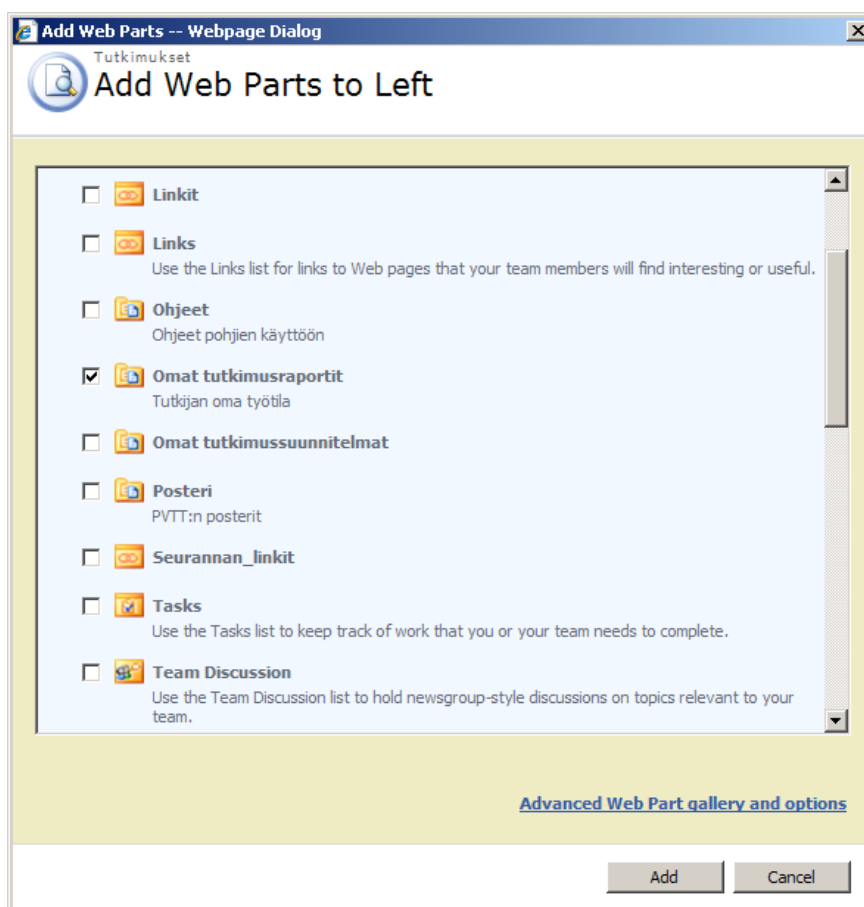 Add Web Parts -- Webpage Dialog
Tutkimukset
Add Web Parts to Left
Linkit
Links
Use the Links list for links to Web pages that your team members will find interesting or useful.
Ohjeet
Ohjeet pohjien käyttöön
Omat tutkimusraportit
Tutkijan oma työtila
Omat tutkimussuunnitelmat
Posteri
PVTT:n posterit
Seurannan_linkit
Tasks
Use the Tasks list to keep track of work that you or your team needs to complete.
Team Discussion
Use the Team Discussion list to hold newsgroup-style discussions on topics relevant to your
team.
Advanced Web Part gallery and options
Add
Cancel